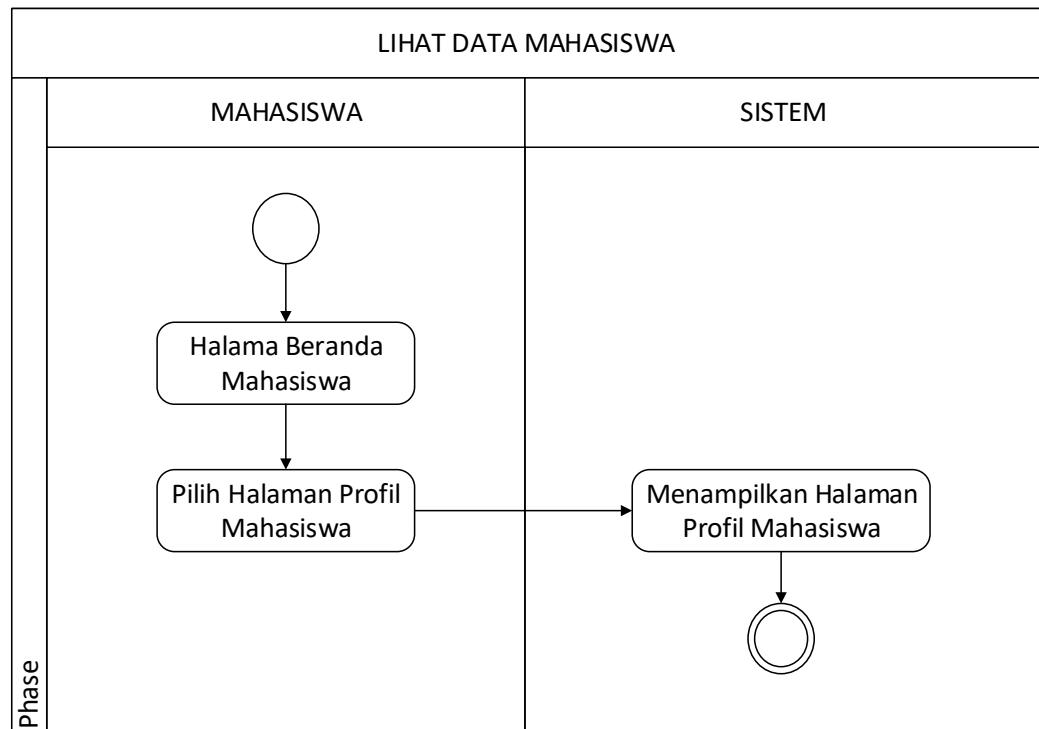 LIHAT DATA MAHASISWA
MAHASISWA
SISTEM
Halama Beranda
Mahasiswa
Pilih Halaman Profil
Mahasiswa
Menampilkan Halaman
Profil Mahasiswa
Phase